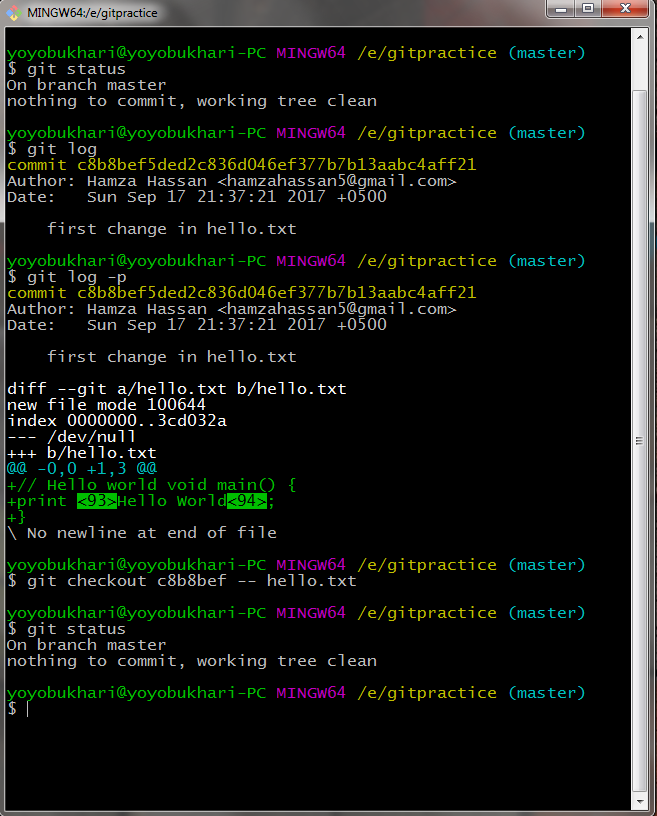 MINGW64:/e/gitpractice
yoyobukhari@yoyobukhari-PC MINGW64 /e/gitpractice (master)
$ git status
On branch master
nothing to commit, working tree clean
yoyobukhari@yoyobukhari-PC MINGW64 /e/gitpractice (master)
$ git log
commit c8b8bef5ded2c836d046ef377b7b13aabc4aff21
Author: Hamza Hassan <hamzahassan5@gmail.com>
Date:   Sun Sep 17 21:37:21 2017 +0500
    first change in hello.txt
yoyobukhari@yoyobukhari-PC MINGW64 /e/gitpractice (master)
$ git log -p
commit c8b8bef5ded2c836d046ef377b7b13aabc4aff21
Author: Hamza Hassan <hamzahassan5@gmail.com>
Date:   Sun Sep 17 21:37:21 2017 +0500
    first change in hello.txt
diff --git a/hello.txt b/hello.txt
new file mode 100644
index 0000000..3cd032a
--- /dev/null
+++ b/hello.txt
@@ -0,0 +1,3 @@
+// Hello world void main() {
+print <93>Hello World<94>;
+}
\ No newline at end of file
yoyobukhari@yoyobukhari-PC MINGW64 /e/gitpractice (master)
$ git checkout c8b8bef -- hello.txt
yoyobukhari@yoyobukhari-PC MINGW64 /e/gitpractice (master)
$ git status
On branch master
nothing to commit, working tree clean
yoyobukhari@yoyobukhari-PC MINGW64 /e/gitpractice (master)
$